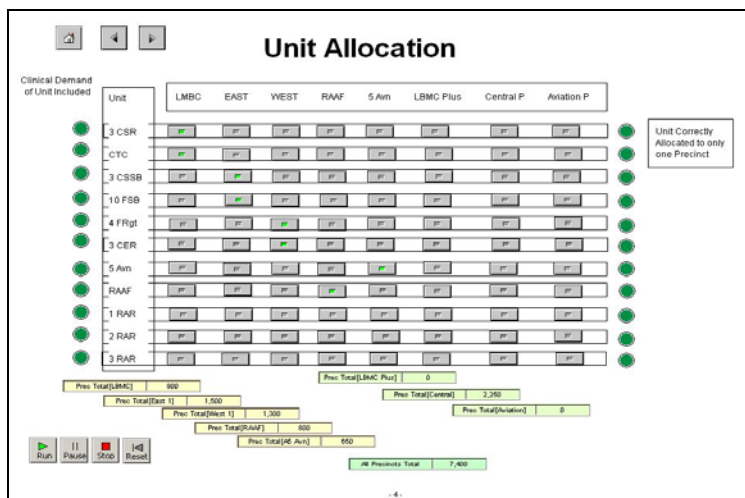 Unit Allocation
Clinical Demand
of Unit Included
Unit LMBC EAST WEST RAAF 5 Avn LBMC Plus Central P Aviation P
3 CSR
CTC
3 CSSB
10 FSB
4 FRgt
3 CER
5 Avn
RAAF
1 RAR
2 RAR
3 RAR
Unit Correctly
Allocated to only
one Precinct
Prec Total[LBMC] 800
Prec Total[East 1] 1,500
Prec Total[West 1] 1,300
Prec Total[RAAF] 800
Prec Total[A5 Avn] 650
Prec Total[LBMC Plus] 0
Prec Total[Central] 2,250
Prec Total[Aviation] 0
All Precincts Total 7,400
Run Pause Stop Reset
- 4 -